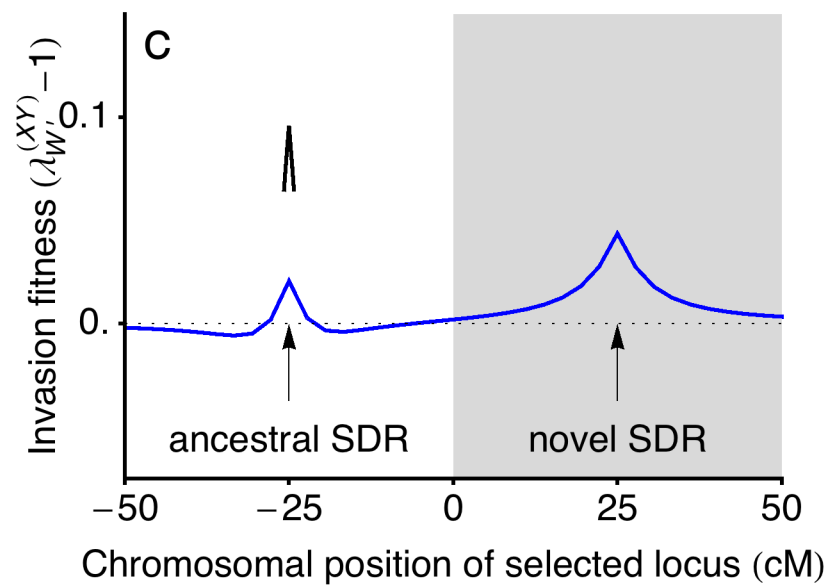 C
Invasion fitness (λ_{W'}^{(XY)}−1)
0.1
0.
ancestral SDR
novel SDR
−50
−25
0
25
50
Chromosomal position of selected locus (cM)